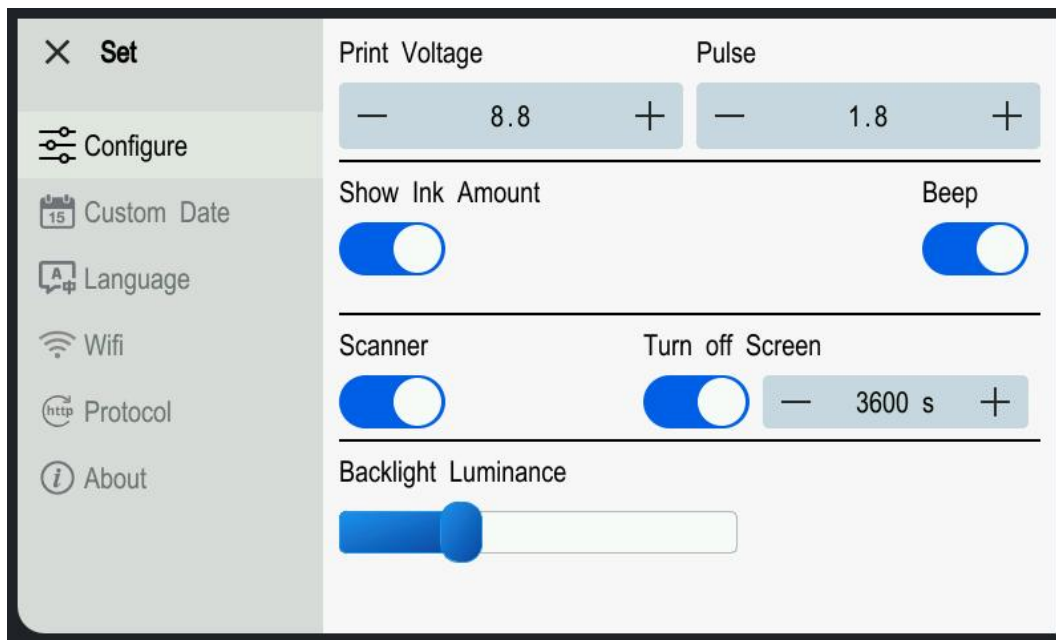 Set
Configure
15 Custom Date
A 中 Language
Wifi
http Protocol
i About
Print Voltage Pulse
8.8 1.8
Show Ink Amount Beep
Scanner Turn off Screen
3600 s
Backlight Luminance